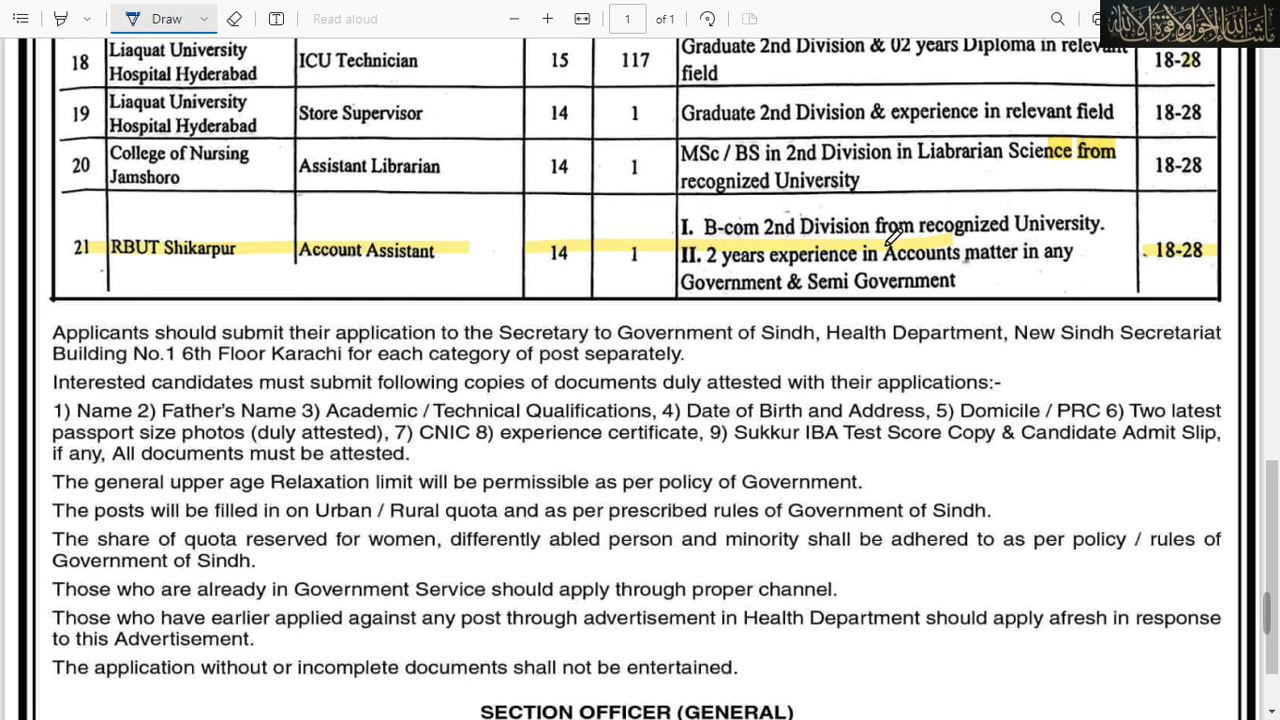 Draw
Read aloud
1
of 1
18
Liaquat University
Hospital Hyderabad
ICU Technician
15
117
Graduate 2nd Division & 02 years Diploma in relevant
field
18-28
19
Liaquat University
Hospital Hyderabad
Store Supervisor
14
1
Graduate 2nd Division & experience in relevant field
18-28
20
College of Nursing
Jamshoro
Assistant Librarian
14
1
MSc / BS in 2nd Division in Liabrarian Science from
recognized University
18-28
21
RBUT Shikarpur
Account Assistant
14
1
I. B-com 2nd Division from recognized University.
II. 2 years experience in Accounts matter in any
Government & Semi Government
18-28
Applicants should submit their application to the Secretary to Government of Sindh, Health Department, New Sindh Secretariat
Building No.1 6th Floor Karachi for each category of post separately.
Interested candidates must submit following copies of documents duly attested with their applications:-
1) Name 2) Father's Name 3) Academic / Technical Qualifications, 4) Date of Birth and Address, 5) Domicile / PRC 6) Two latest
passport size photos (duly attested), 7) CNIC 8) experience certificate, 9) Sukkur IBA Test Score Copy & Candidate Admit Slip,
if any, All documents must be attested.
The general upper age Relaxation limit will be permissible as per policy of Government.
The posts will be filled in on Urban / Rural quota and as per prescribed rules of Government of Sindh.
The share of quota reserved for women, differently abled person and minority shall be adhered to as per policy / rules of
Government of Sindh.
Those who are already in Government Service should apply through proper channel.
Those who have earlier applied against any post through advertisement in Health Department should apply afresh in response
to this Advertisement.
The application without or incomplete documents shall not be entertained.
SECTION OFFICER (GENERAL)